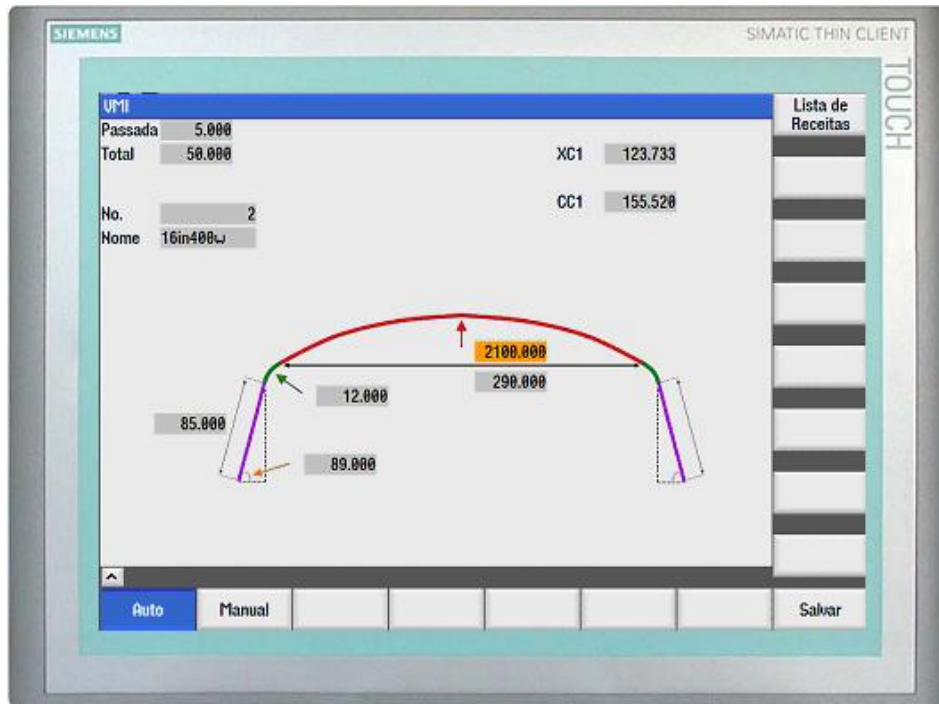 SIEMENS
SIMATIC THIN CLIENT
TOUCH
VMI
Lista de
Receitas
Passada 5.000
Total 50.000
XC1 123.733
CC1 155.520
No. 2
Nome 16in400w
2100.000
290.000
12.000
85.000
89.000
Auto Manual Salvar